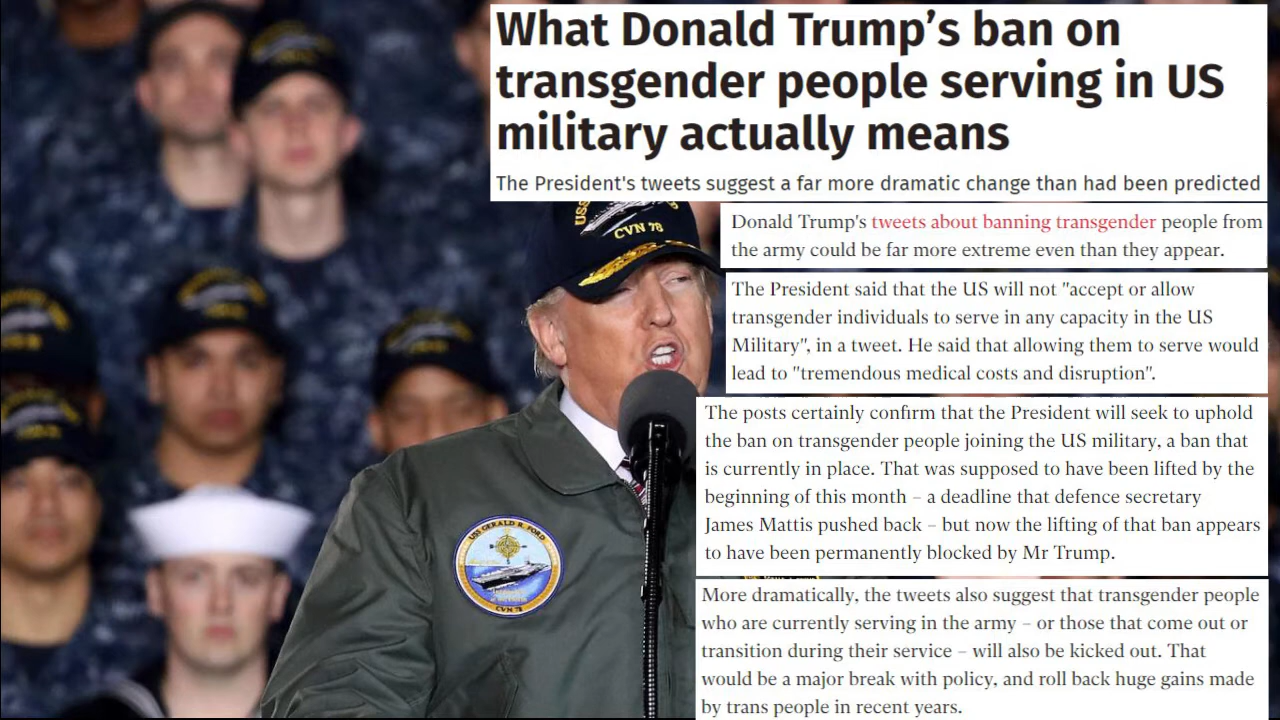 What Donald Trump’s ban on
transgender people serving in US
military actually means
The President's tweets suggest a far more dramatic change than had been predicted
Donald Trump's tweets about banning transgender people from
the army could be far more extreme even than they appear.
The President said that the US will not "accept or allow
transgender individuals to serve in any capacity in the US
Military", in a tweet. He said that allowing them to serve would
lead to "tremendous medical costs and disruption".
The posts certainly confirm that the President will seek to uphold
the ban on transgender people joining the US military, a ban that
is currently in place. That was supposed to have been lifted by the
beginning of this month – a deadline that defence secretary
James Mattis pushed back – but now the lifting of that ban appears
to have been permanently blocked by Mr Trump.
More dramatically, the tweets also suggest that transgender people
who are currently serving in the army – or those that come out or
transition during their service – will also be kicked out. That
would be a major break with policy, and roll back huge gains made
by trans people in recent years.
USS
CVN 78
USS GERALD R. FORD
CVN 78